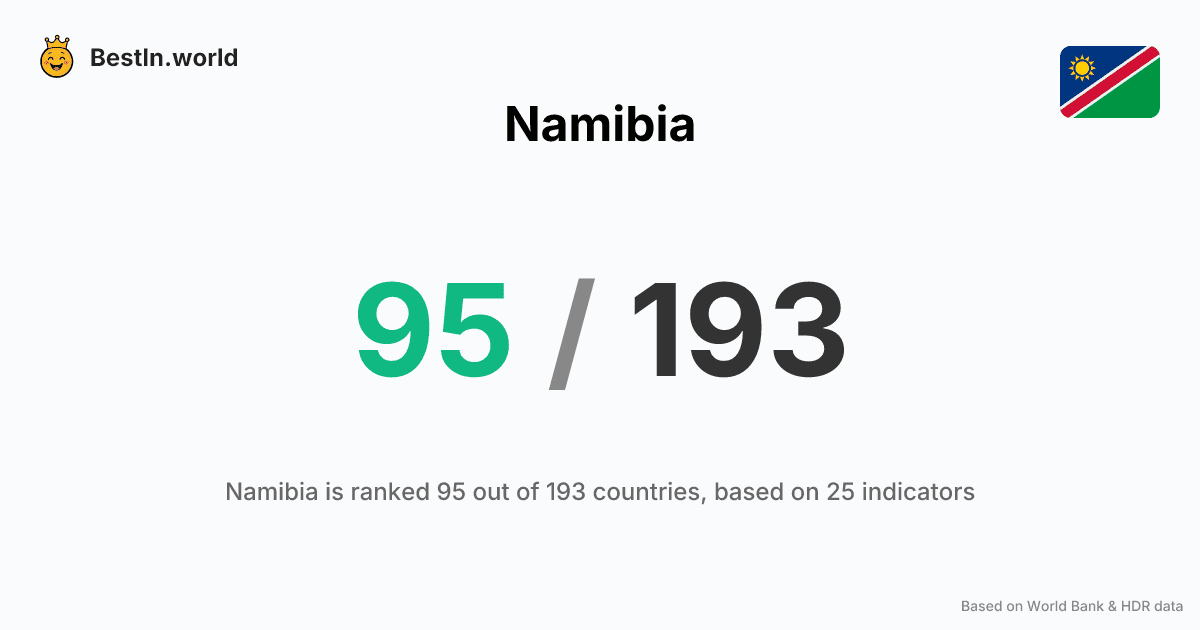 BestIn.world
Namibia
95 / 193
Namibia is ranked 95 out of 193 countries, based on 25 indicators
Based on World Bank & HDR data